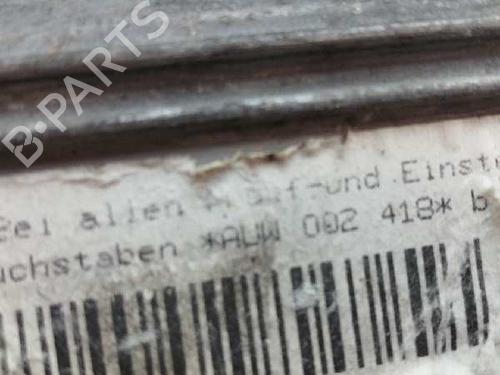 B-PARTS
Bei allen Prüf-und Einst
uchstaben *AUW 002 418* b